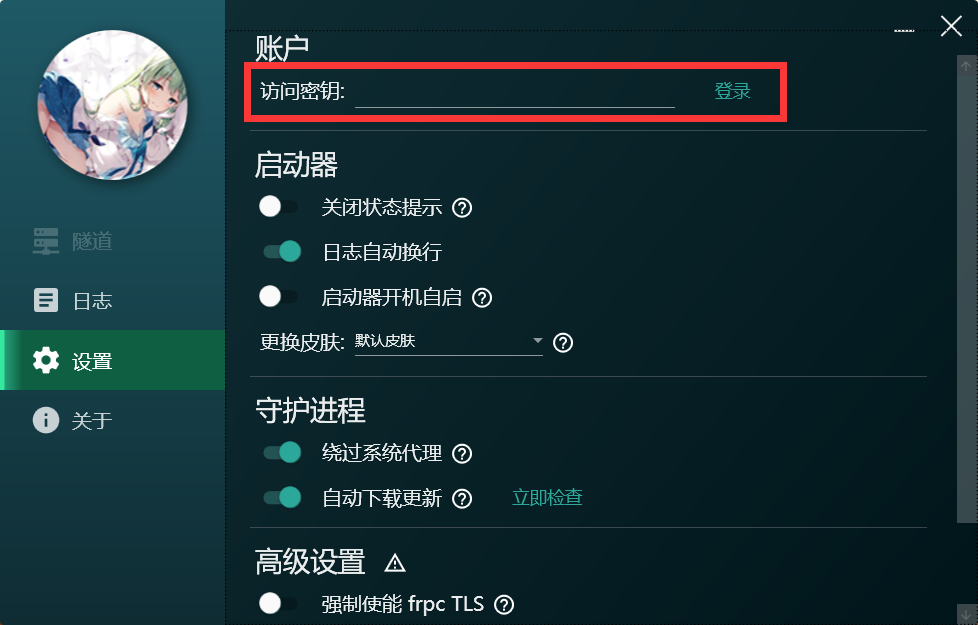 隧道
日志
设置
关于
账户
访问密钥: 登录
启动器
关闭状态提示
日志自动换行
启动器开机自启
更换皮肤: 默认皮肤
守护进程
绕过系统代理
自动下载更新 立即检查
高级设置
强制使能 frpc TLS